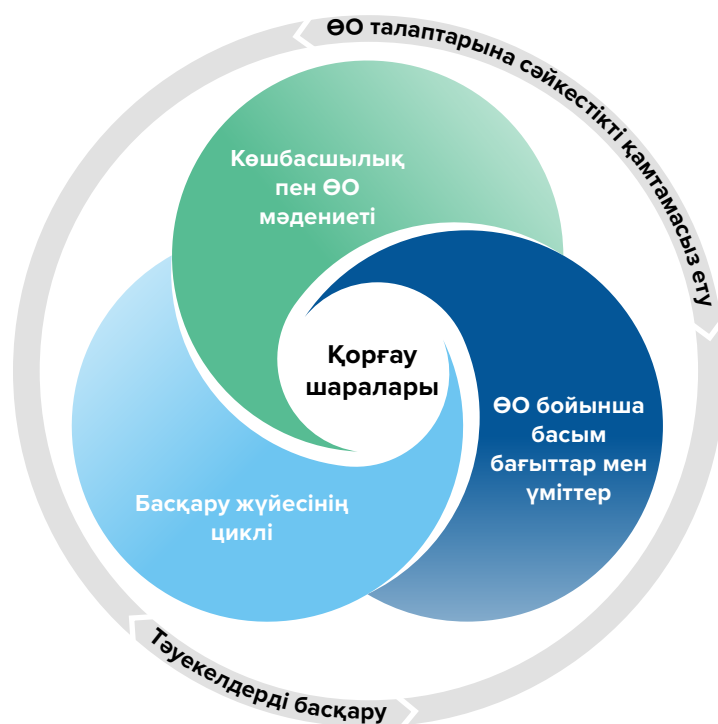 ӨО талаптарына сәйкестікті қамтамасыз ету
Көшбасшылық
пен ӨО
мәдениеті
Қорғау
шаралары
ӨО бойынша
басым
бағыттар мен
үміттер
Басқару жүйесінің
циклі
Тәуекелдерді басқару